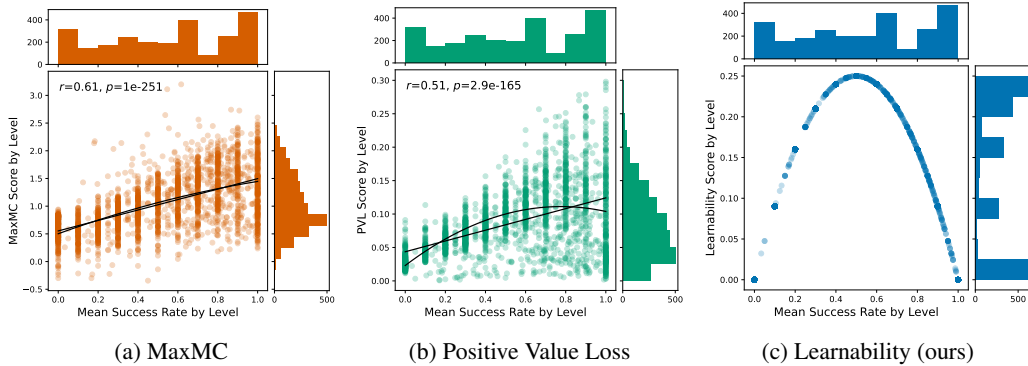 400
200
0
r=0.61, p=1e-251
3.0
2.5
2.0
1.5
1.0
0.5
0.0
−0.5
MaxMC Score by Level
0.0 0.2 0.4 0.6 0.8 1.0
Mean Success Rate by Level
0 500
(a) MaxMC
400
200
0
r=0.51, p=2.9e-165
0.30
0.25
0.20
0.15
0.10
0.05
0.00
PVL Score by Level
0.0 0.2 0.4 0.6 0.8 1.0
Mean Success Rate by Level
0 500
(b) Positive Value Loss
400
200
0
0.25
0.20
0.15
0.10
0.05
0.00
Learnability Score by Level
0.0 0.2 0.4 0.6 0.8 1.0
Mean Success Rate by Level
0 500
(c) Learnability (ours)